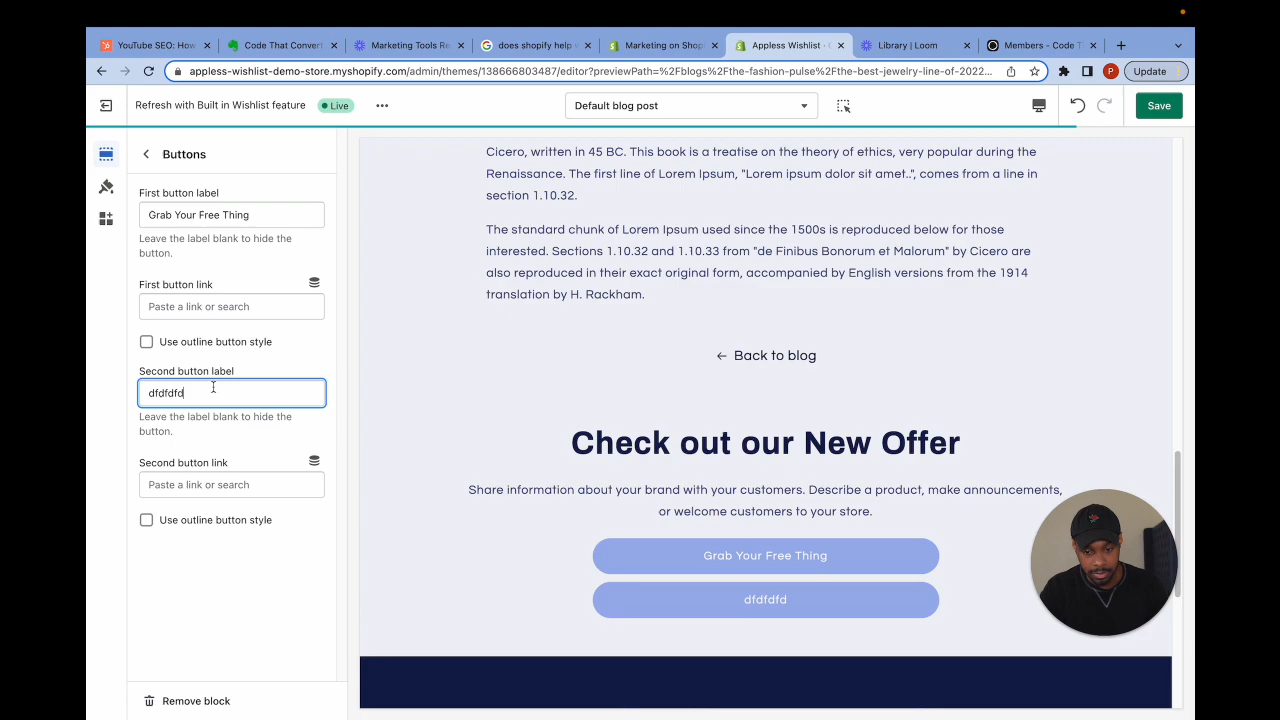 YouTube SEO: How
Code That Convert
Marketing Tools Re
does shopify help
Marketing on Shop
Appless Wishlist · C
Library | Loom
Members - Code T
appless-wishlist-demo-store.myshopify.com/admin/themes/138666803487/editor?previewPath=%2Fblogs%2Fthe-fashion-pulse%2Fthe-best-jewelry-line-of-2022...
P
Update
Refresh with Built in Wishlist feature
Live
Default blog post
Save
Buttons
First button label
Grab Your Free Thing
Leave the label blank to hide the
button.
First button link
Paste a link or search
Use outline button style
Second button label
dfdfdfd
Leave the label blank to hide the
button.
Second button link
Paste a link or search
Use outline button style
Remove block
Cicero, written in 45 BC. This book is a treatise on the theory of ethics, very popular during the
Renaissance. The first line of Lorem Ipsum, "Lorem ipsum dolor sit amet..", comes from a line in
section 1.10.32.
The standard chunk of Lorem Ipsum used since the 1500s is reproduced below for those
interested. Sections 1.10.32 and 1.10.33 from "de Finibus Bonorum et Malorum" by Cicero are
also reproduced in their exact original form, accompanied by English versions from the 1914
translation by H. Rackham.
← Back to blog
Check out our New Offer
Share information about your brand with your customers. Describe a product, make announcements,
or welcome customers to your store.
Grab Your Free Thing
dfdfdfd